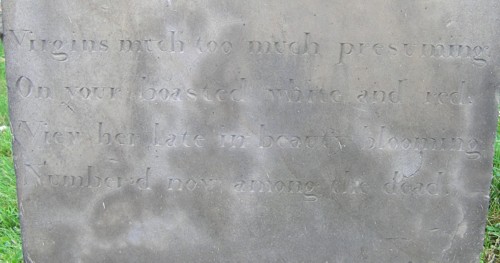 Virgins much too much presuming
On your boasted white and red.
View her late in beauty blooming
Number'd now among the dead.